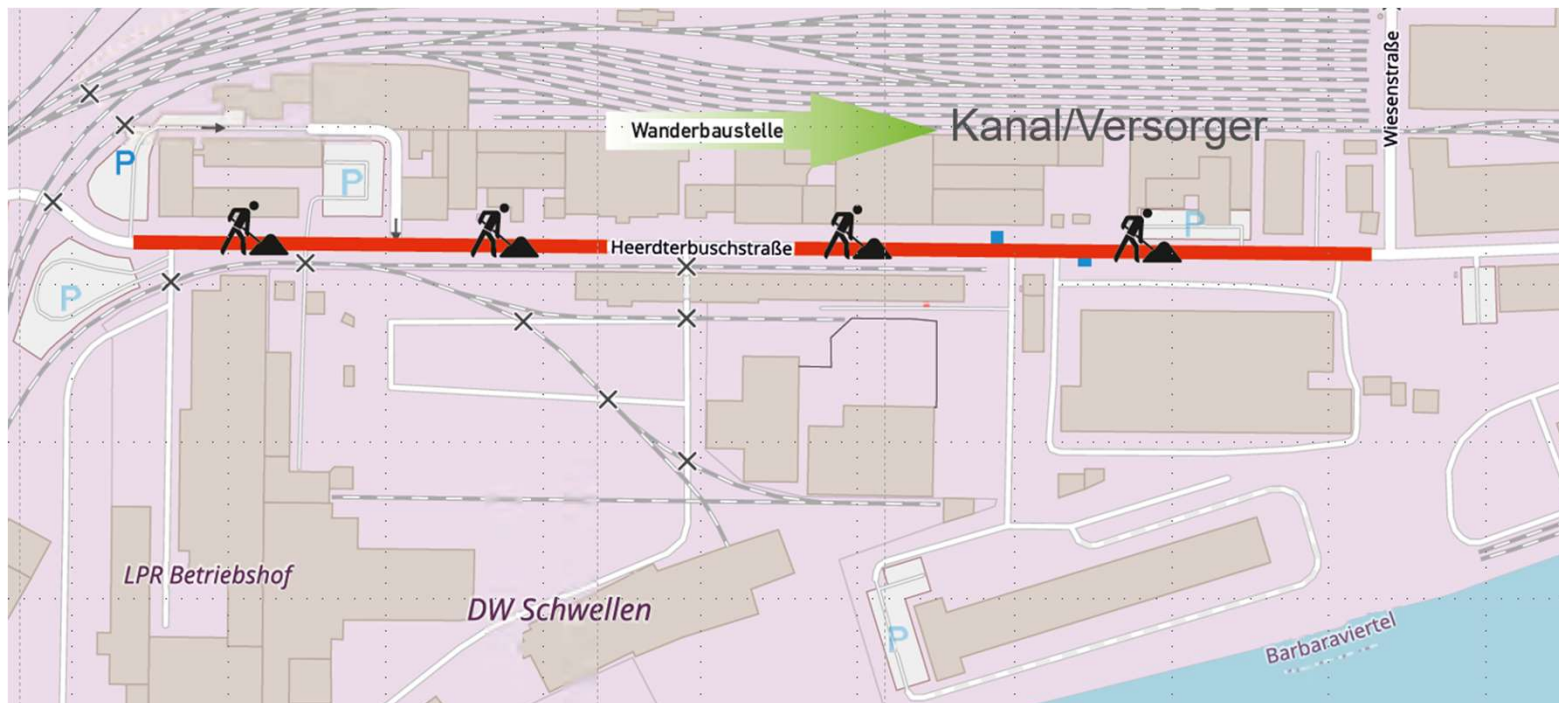 Wiesenstraße
Wanderbaustelle
Kanal/Versorger
P
P
P
Heerdterbuschstraße
P
LPR Betriebshof
DW Schwellen
P
Barbaraviertel